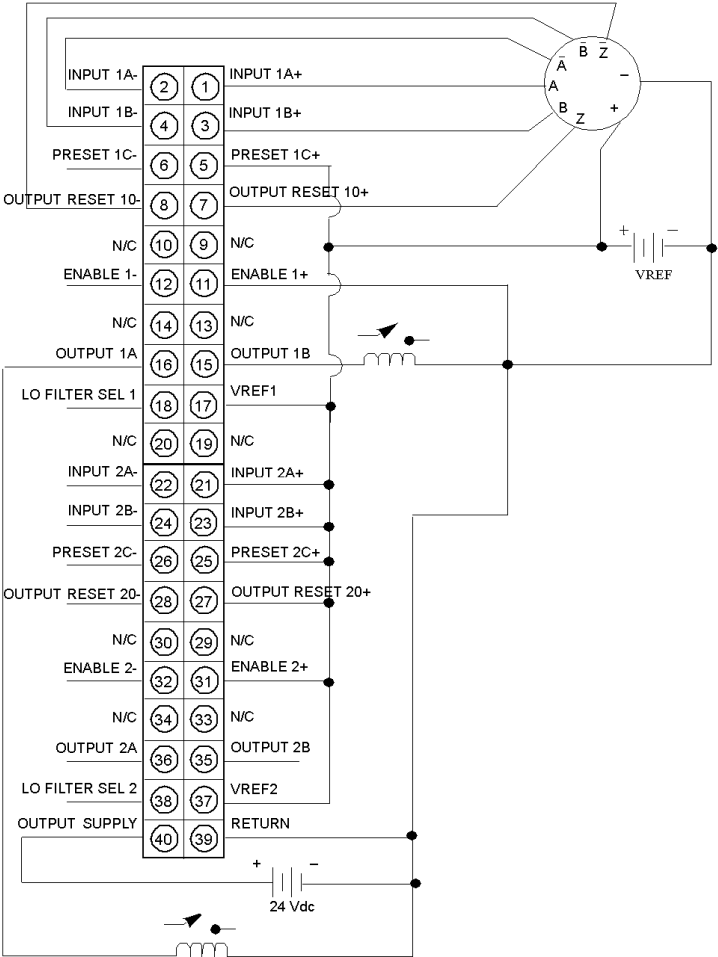 Ā B̄ Z̄ −
A B Z +
INPUT 1A- 2 1 INPUT 1A+
INPUT 1B- 4 3 INPUT 1B+
PRESET 1C- 6 5 PRESET 1C+
OUTPUT RESET 10- 8 7 OUTPUT RESET 10+
N/C 10 9 N/C
+ −
VREF
ENABLE 1- 12 11 ENABLE 1+
N/C 14 13 N/C
OUTPUT 1A 16 15 OUTPUT 1B
LO FILTER SEL 1 18 17 VREF1
N/C 20 19 N/C
INPUT 2A- 22 21 INPUT 2A+
INPUT 2B- 24 23 INPUT 2B+
PRESET 2C- 26 25 PRESET 2C+
OUTPUT RESET 20- 28 27 OUTPUT RESET 20+
N/C 30 29 N/C
ENABLE 2- 32 31 ENABLE 2+
N/C 34 33 N/C
OUTPUT 2A 36 35 OUTPUT 2B
LO FILTER SEL 2 38 37 VREF2
OUTPUT SUPPLY 40 39 RETURN
+ −
24 Vdc